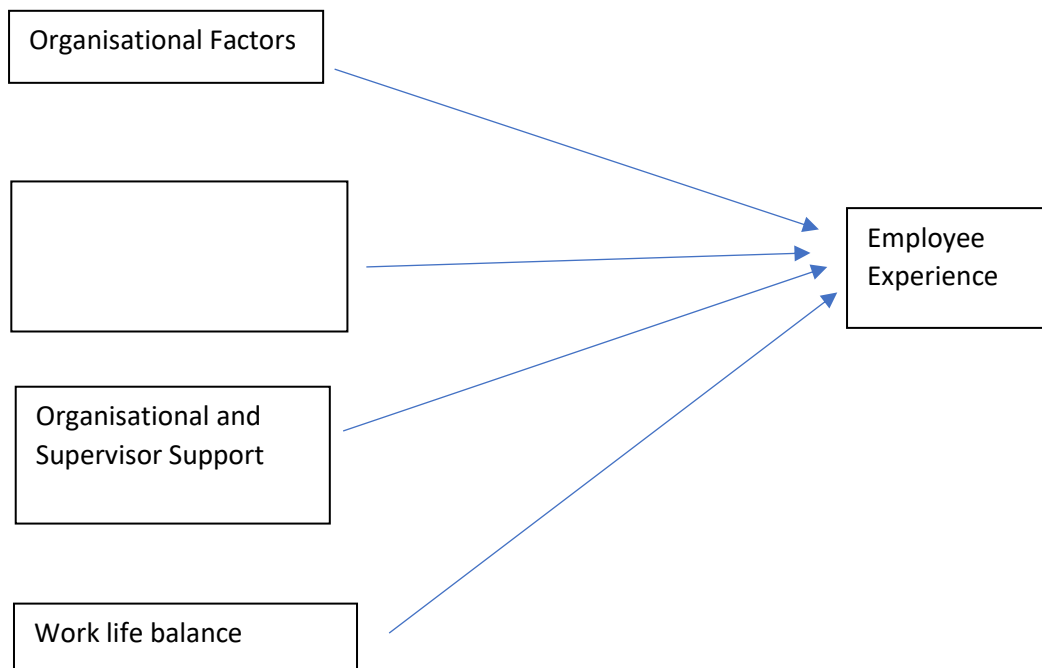 Organisational Factors
Employee
Experience
Organisational and
Supervisor Support
Work life balance